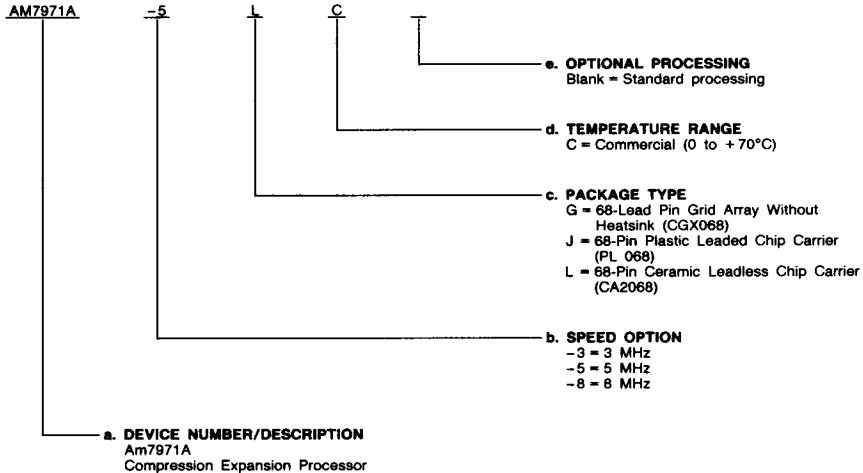 AM7971A -5 L C
e. OPTIONAL PROCESSING
Blank = Standard processing
d. TEMPERATURE RANGE
C = Commercial (0 to +70°C)
c. PACKAGE TYPE
G = 68-Lead Pin Grid Array Without
Heatsink (CGX068)
J = 68-Pin Plastic Leaded Chip Carrier
(PL 068)
L = 68-Pin Ceramic Leadless Chip Carrier
(CA2068)
b. SPEED OPTION
-3 = 3 MHz
-5 = 5 MHz
-8 = 8 MHz
a. DEVICE NUMBER/DESCRIPTION
Am7971A
Compression Expansion Processor